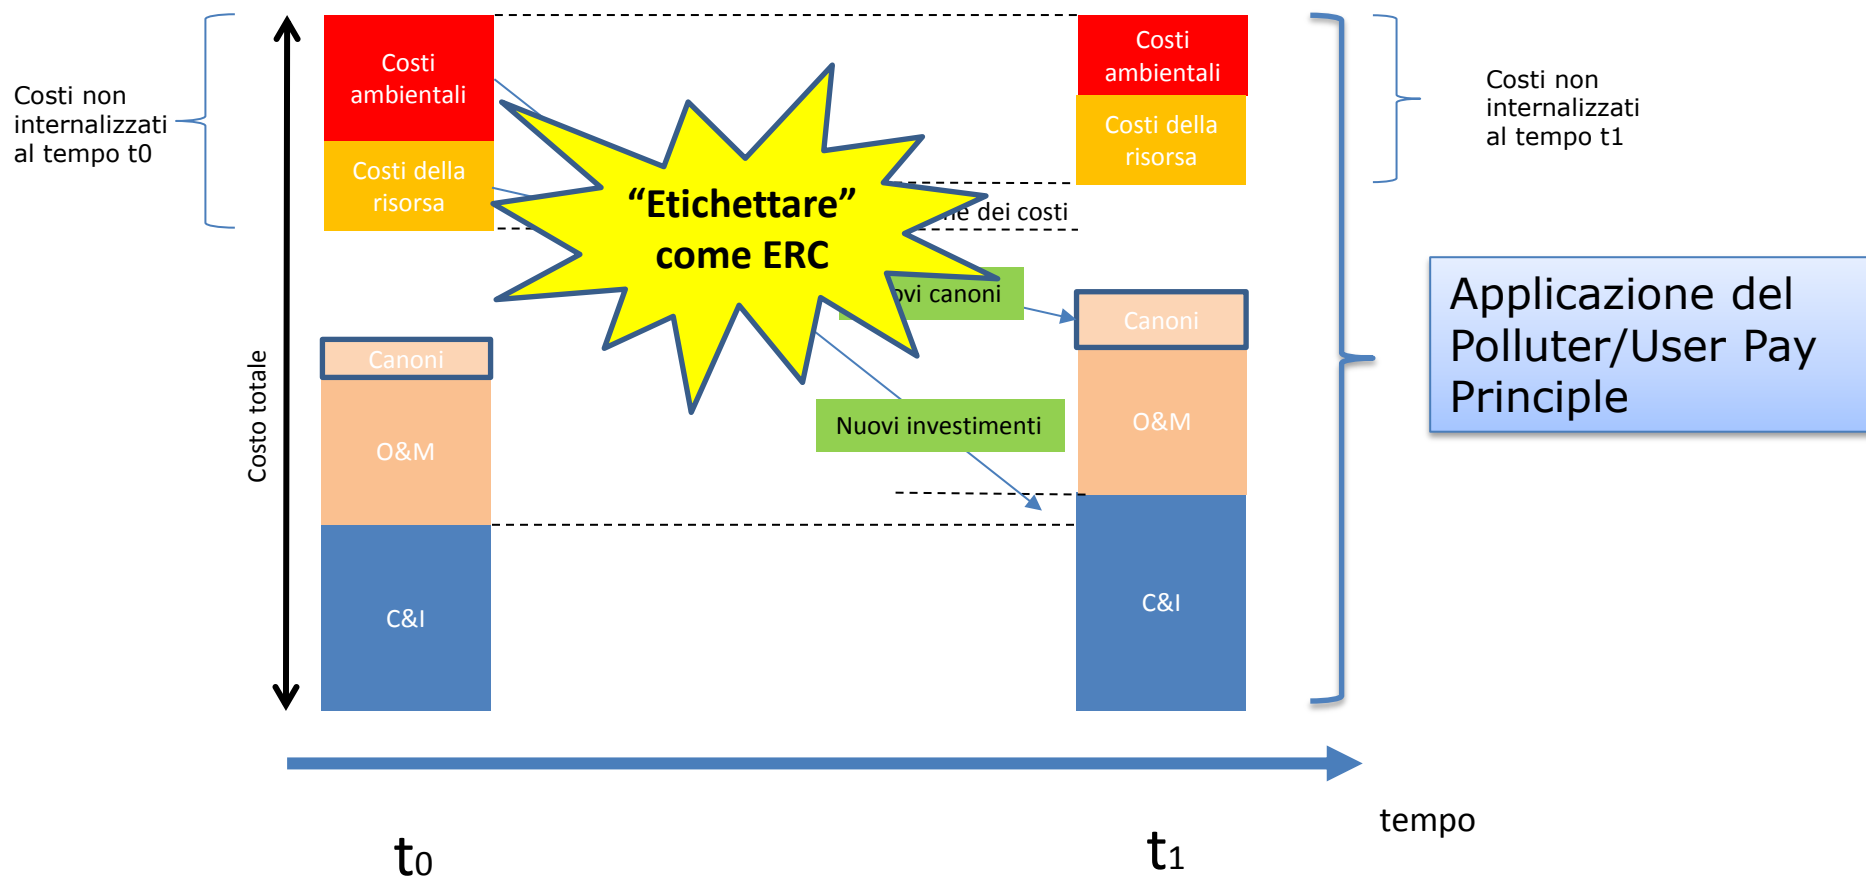 Costi non
internalizzati
al tempo t0
Costi
ambientali
Costi della
risorsa
Canoni
O&M
C&I
Costo totale
“Etichettare”
come ERC
dei costi
canoni
Nuovi investimenti
Costi
ambientali
Costi della
risorsa
Canoni
O&M
C&I
Costi non
internalizzati
al tempo t1
Applicazione del
Polluter/User Pay
Principle
tempo
t0
t1